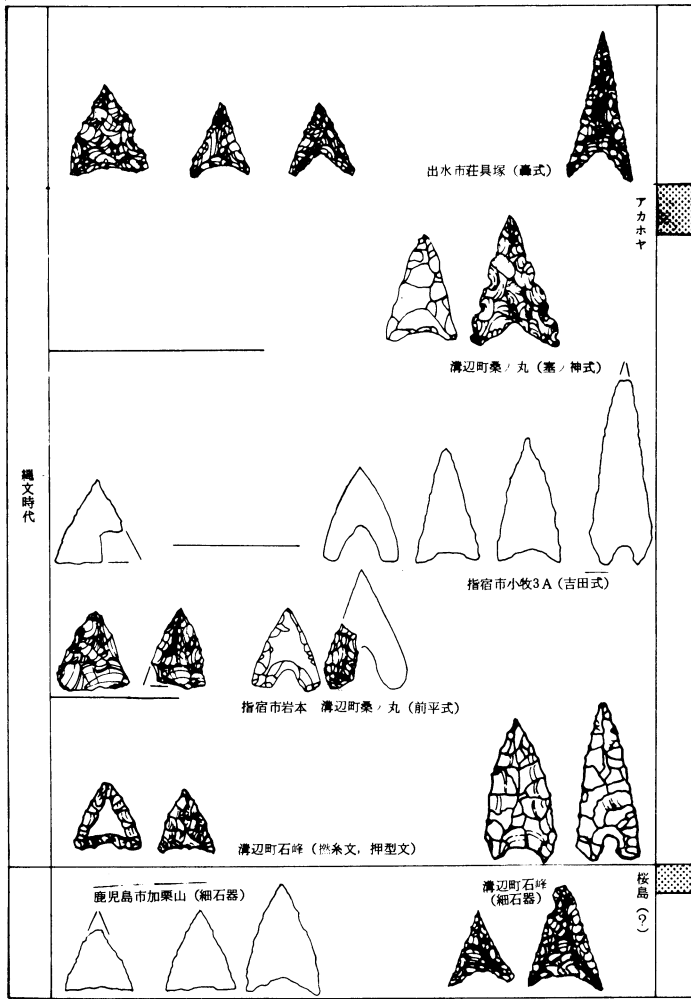 出水市荘貝塚（轟式）
アカホヤ
溝辺町桑ノ丸（塞ノ神式）
縄文時代
指宿市小牧3A（吉田式）
指宿市岩本 溝辺町桑ノ丸（前平式）
溝辺町石峰（撚糸文，押型文）
鹿児島市加栗山（細石器）
溝辺町石峰
（細石器）
桜島（?）